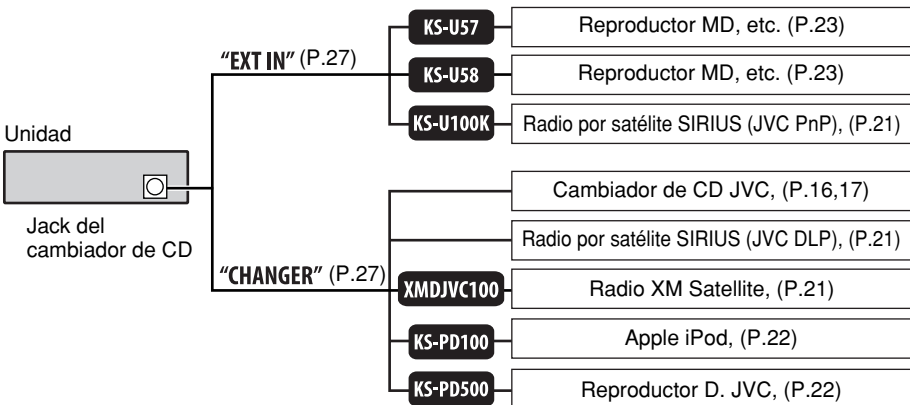 KS-U57 Reproductor MD, etc. (P.23)
"EXT IN" (P.27)
KS-U58 Reproductor MD, etc. (P.23)
KS-U100K Radio por satélite SIRIUS (JVC PnP), (P.21)
Unidad
Jack del
cambiador de CD
Cambiador de CD JVC, (P.16,17)
Radio por satélite SIRIUS (JVC DLP), (P.21)
"CHANGER" (P.27)
XMDJVC100 Radio XM Satellite, (P.21)
KS-PD100 Apple iPod, (P.22)
KS-PD500 Reproductor D. JVC, (P.22)